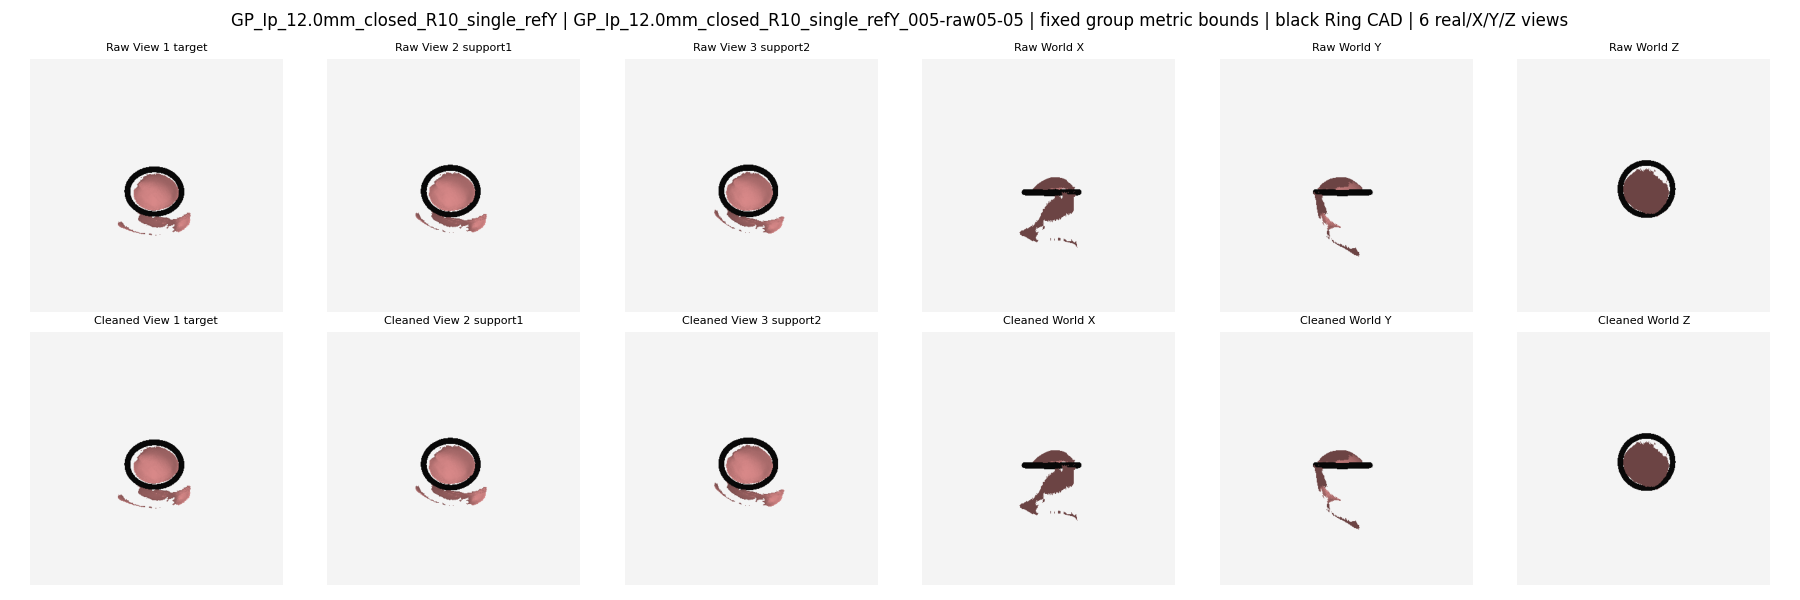 GP_Ip_12.0mm_closed_R10_single_refY | GP_Ip_12.0mm_closed_R10_single_refY_005-raw05-05 | fixed group metric bounds | black Ring CAD | 6 real/X/Y/Z views
Raw View 1 target
Raw View 2 support1
Raw View 3 support2
Raw World X
Raw World Y
Raw World Z
Cleaned View 1 target
Cleaned View 2 support1
Cleaned View 3 support2
Cleaned World X
Cleaned World Y
Cleaned World Z